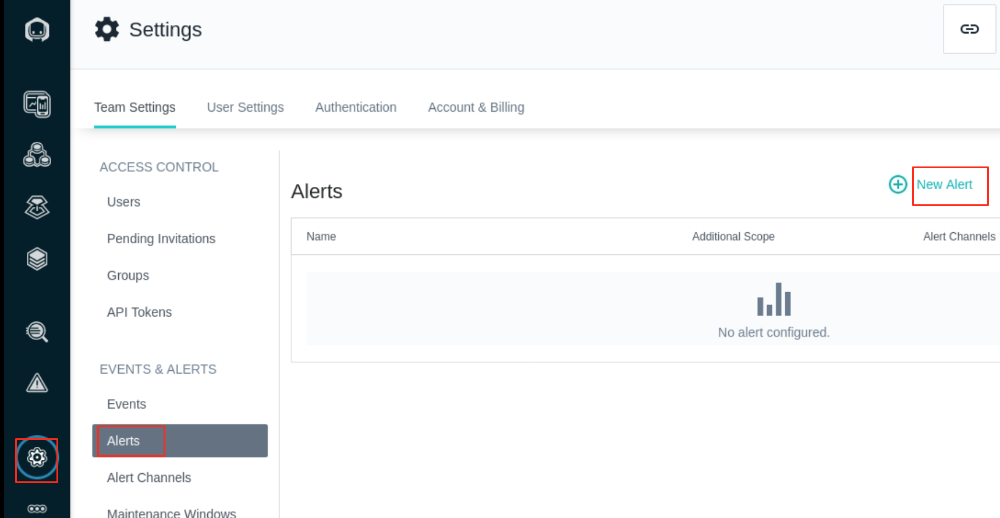 Settings
Team Settings
User Settings
Authentication
Account & Billing
ACCESS CONTROL
Users
Pending Invitations
Groups
API Tokens
EVENTS & ALERTS
Events
Alerts
Alert Channels
Maintenance Windows
Alerts
New Alert
Name
Additional Scope
Alert Channels
No alert configured.